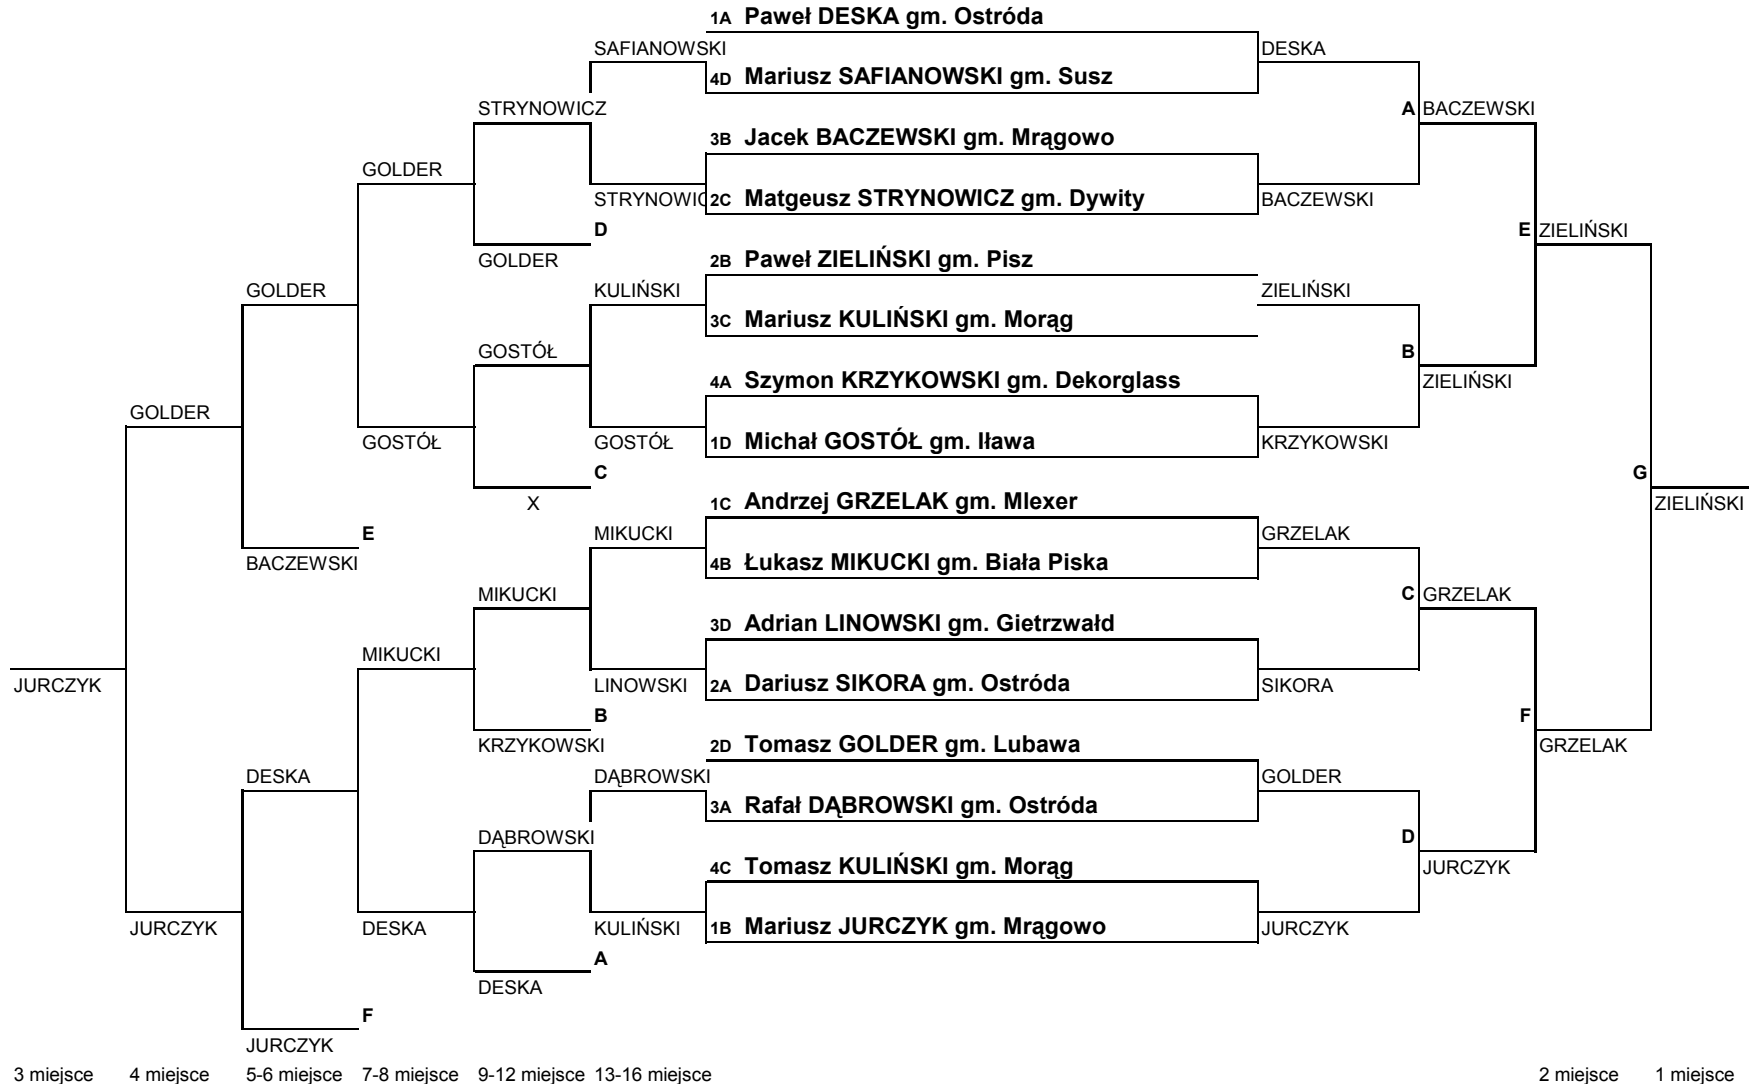 1A Paweł DESKA gm. Ostróda
SAFIANOWSKI DESKA
4D Mariusz SAFIANOWSKI gm. Susz
STRYNOWICZ A BACZEWSKI
3B Jacek BACZEWSKI gm. Mrągowo
GOLDER
STRYNOWIC 2C Matgeusz STRYNOWICZ gm. Dywity BACZEWSKI
D E ZIELIŃSKI
GOLDER 2B Paweł ZIELIŃSKI gm. Pisz
GOLDER KULIŃSKI ZIELIŃSKI
3C Mariusz KULIŃSKI gm. Morąg
GOSTÓŁ B
4A Szymon KRZYKOWSKI gm. Dekorglass ZIELIŃSKI
GOLDER
GOSTÓŁ GOSTÓŁ 1D Michał GOSTÓŁ gm. Iława KRZYKOWSKI
C G
X 1C Andrzej GRZELAK gm. Mlexer ZIELIŃSKI
E MIKUCKI GRZELAK
BACZEWSKI 4B Łukasz MIKUCKI gm. Biała Piska
MIKUCKI C GRZELAK
3D Adrian LINOWSKI gm. Gietrzwałd
MIKUCKI
JURCZYK LINOWSKI 2A Dariusz SIKORA gm. Ostróda SIKORA
B F
KRZYKOWSKI 2D Tomasz GOLDER gm. Lubawa GRZELAK
DESKA DĄBROWSKI GOLDER
3A Rafał DĄBROWSKI gm. Ostróda
DĄBROWSKI D
4C Tomasz KULIŃSKI gm. Morąg JURCZYK
JURCZYK DESKA KULIŃSKI 1B Mariusz JURCZYK gm. Mrągowo JURCZYK
A
DESKA
F
JURCZYK
3 miejsce 4 miejsce 5-6 miejsce 7-8 miejsce 9-12 miejsce 13-16 miejsce 2 miejsce 1 miejsce